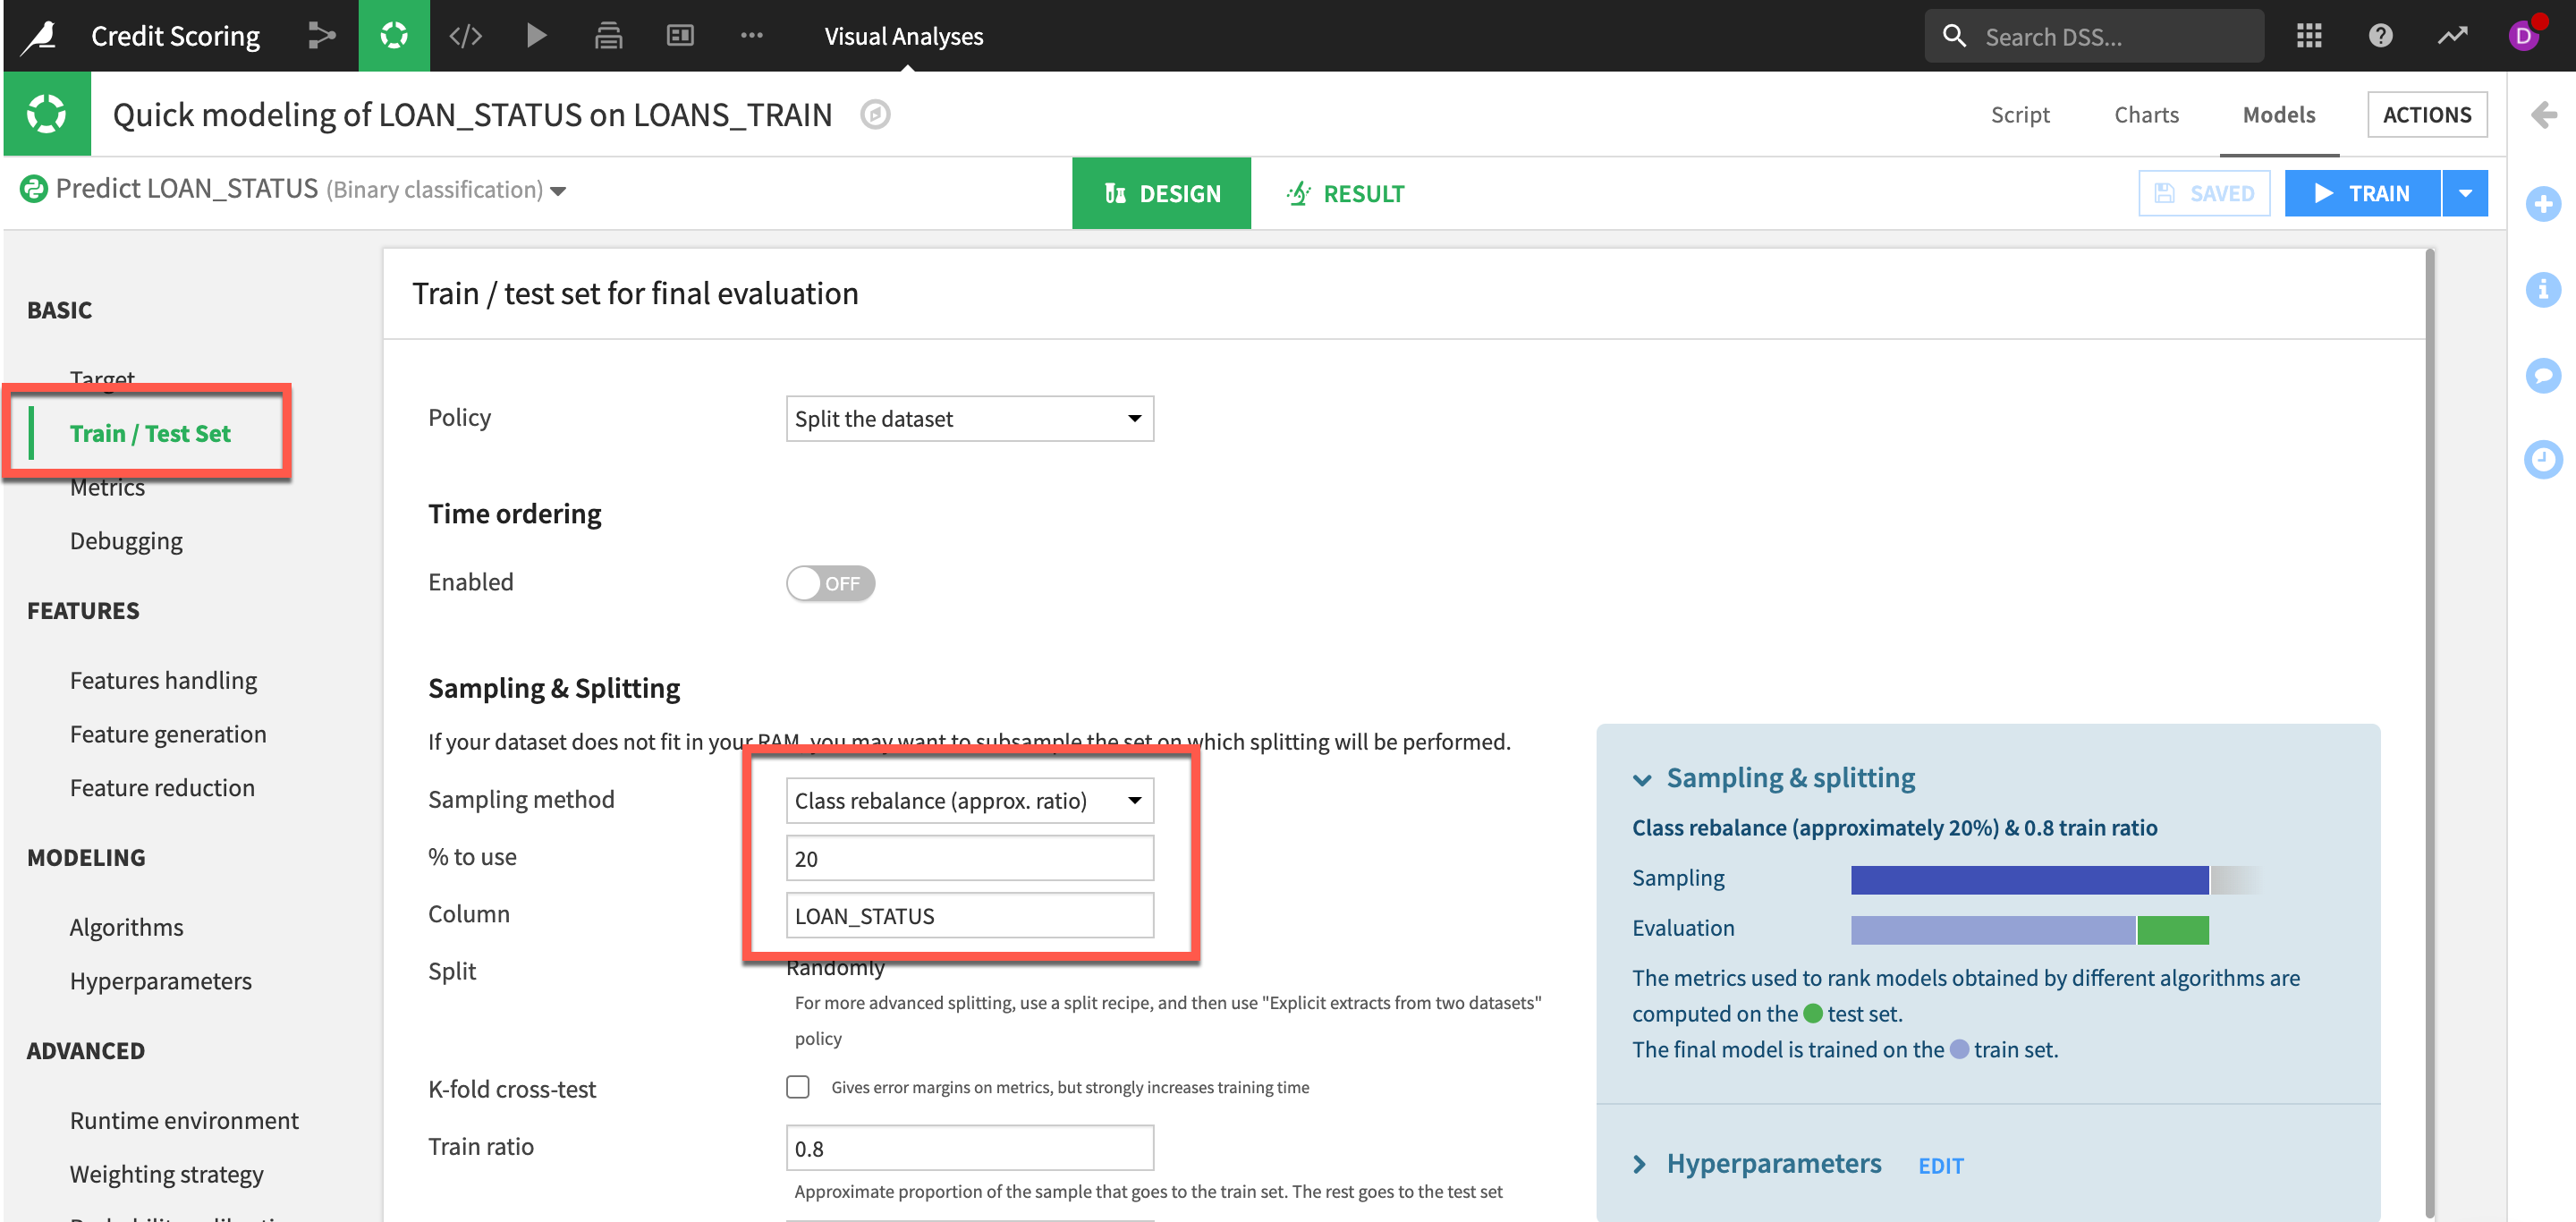 Credit Scoring
Visual Analyses
Search DSS...
D
Quick modeling of LOAN_STATUS on LOANS_TRAIN
Script
Charts
Models
ACTIONS
Predict LOAN_STATUS (Binary classification)
DESIGN
RESULT
SAVED
TRAIN
BASIC
Target
Train / Test Set
Metrics
Debugging
FEATURES
Features handling
Feature generation
Feature reduction
MODELING
Algorithms
Hyperparameters
ADVANCED
Runtime environment
Weighting strategy
Train / test set for final evaluation
Policy
Split the dataset
Time ordering
Enabled
OFF
Sampling & Splitting
If your dataset does not fit in your RAM, you may want to subsample the set on which splitting will be performed.
Sampling method
Class rebalance (approx. ratio)
% to use
20
Column
LOAN_STATUS
Split
Randomly
For more advanced splitting, use a split recipe, and then use "Explicit extracts from two datasets"
policy
K-fold cross-test
Gives error margins on metrics, but strongly increases training time
Train ratio
0.8
Approximate proportion of the sample that goes to the train set. The rest goes to the test set
Sampling & splitting
Class rebalance (approximately 20%) & 0.8 train ratio
Sampling
Evaluation
The metrics used to rank models obtained by different algorithms are
computed on the test set.
The final model is trained on the train set.
Hyperparameters
EDIT